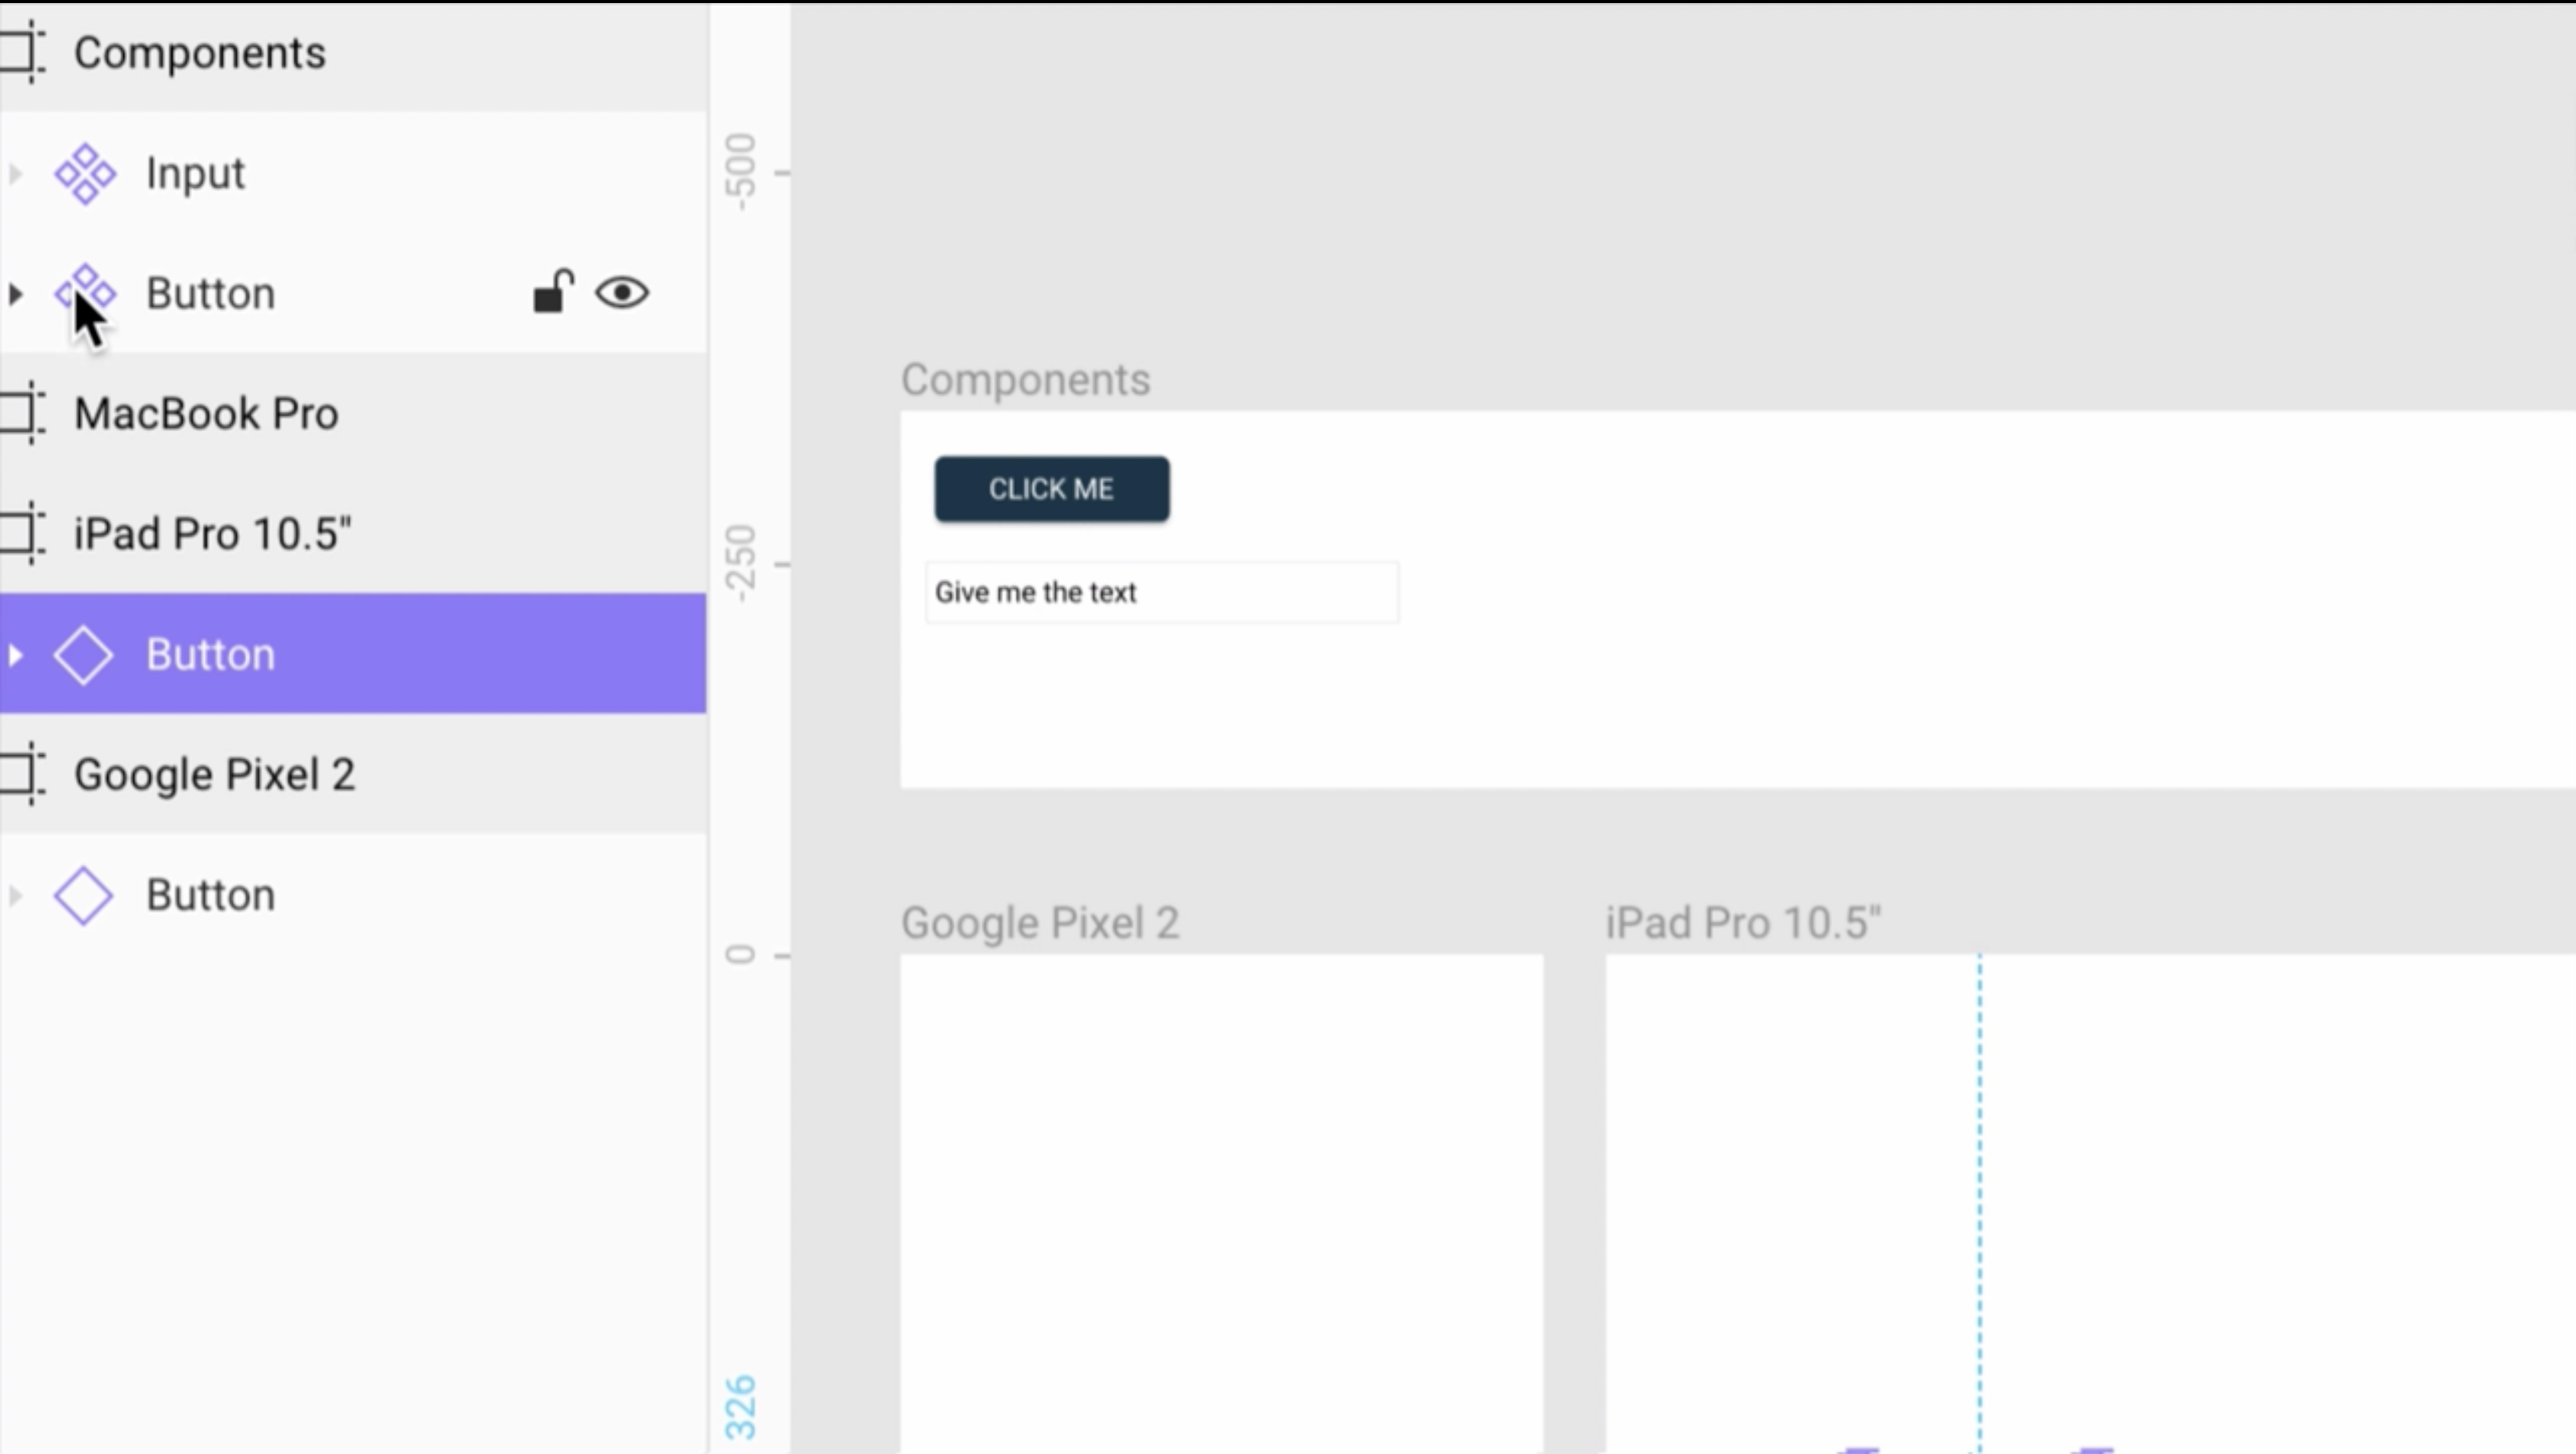 Components
Input
Button
MacBook Pro
iPad Pro 10.5"
Button
Google Pixel 2
Button
-500
-250
0
326
Components
CLICK ME
Give me the text
Google Pixel 2
iPad Pro 10.5"